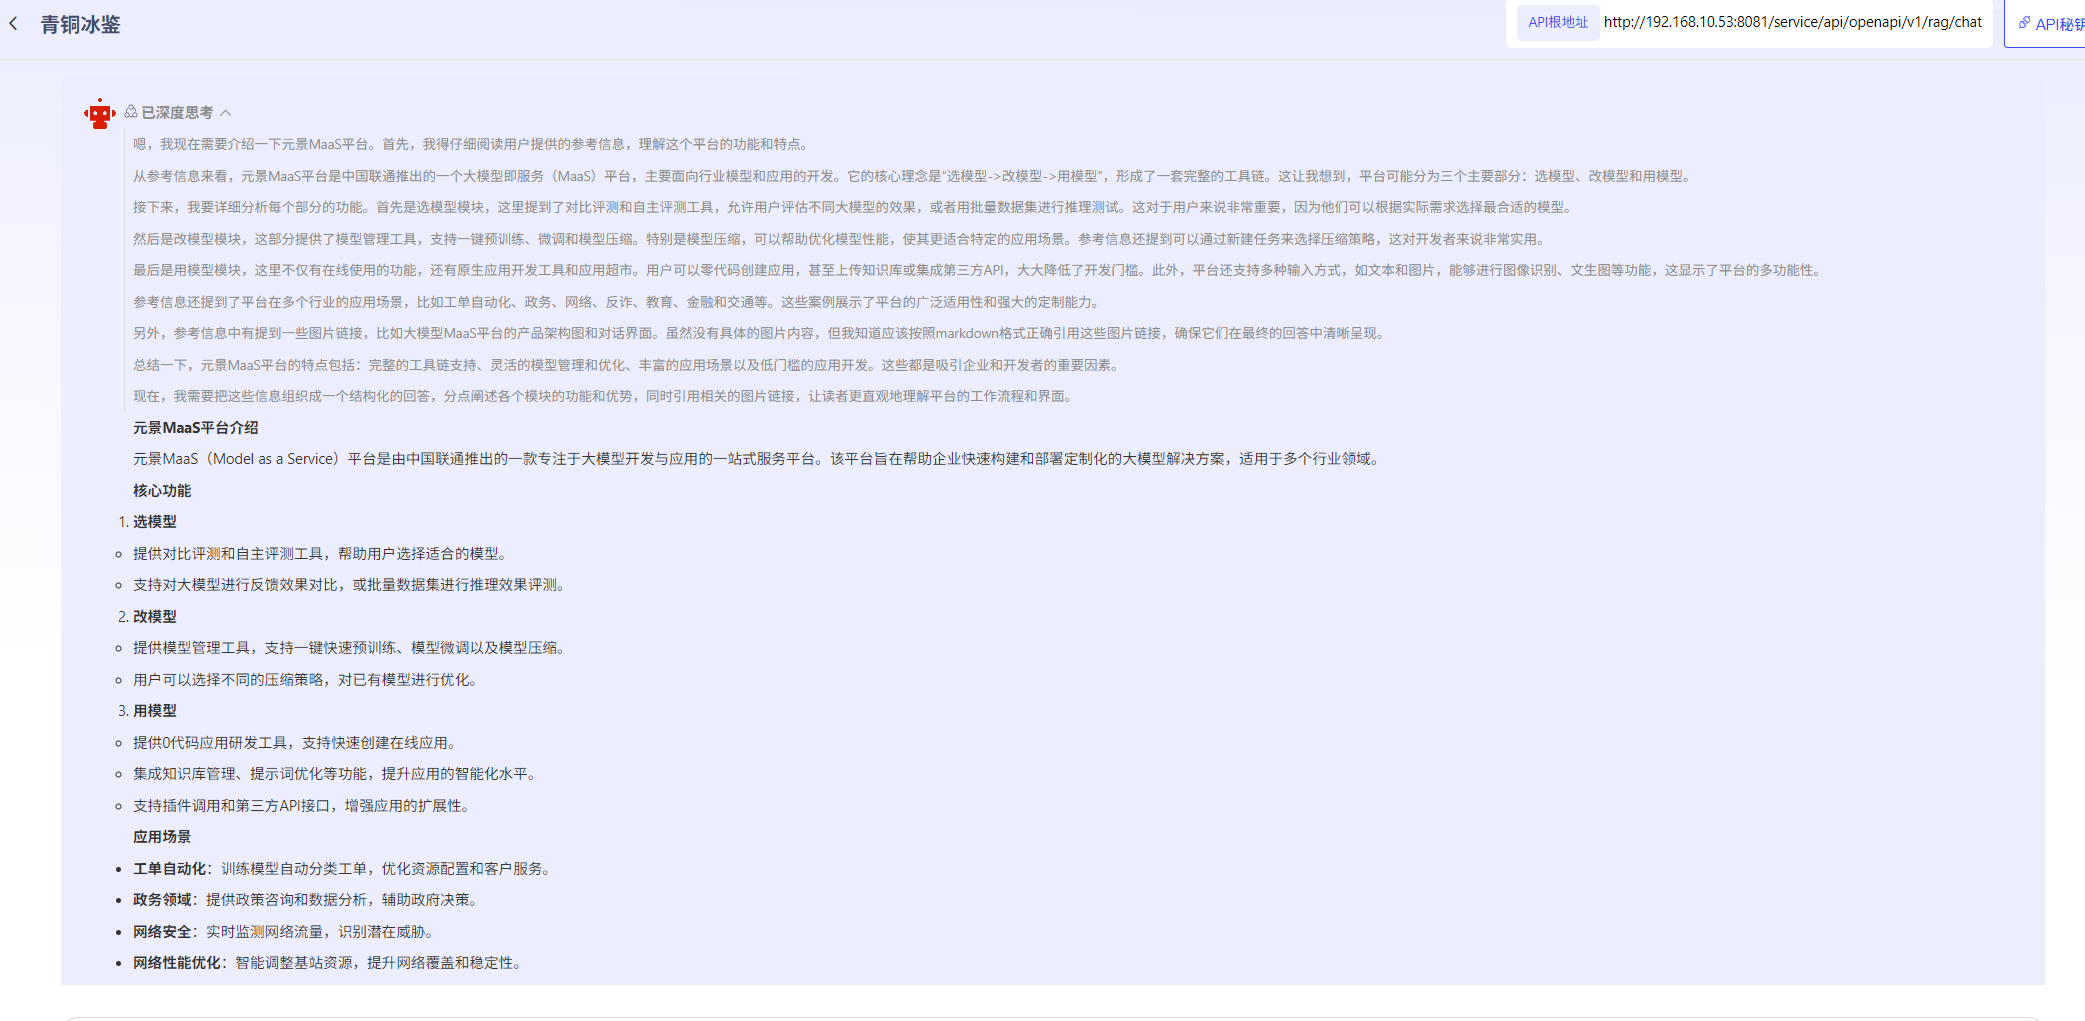 青铜冰鉴
API根地址 http://192.168.10.53:8081/service/api/openapi/v1/rag/chat
API秘钥
已深度思考
嗯，我现在需要介绍一下元景MaaS平台。首先，我得仔细阅读用户提供的参考信息，理解这个平台的功能和特点。
从参考信息来看，元景MaaS平台是中国联通推出的一个大模型即服务（MaaS）平台，主要面向行业模型和应用的开发。它的核心理念是“选模型->改模型->用模型”，形成了一套完整的工具链。这让我想到，平台可能分为三个主要部分：选模型、改模型和用模型。
接下来，我要详细分析每个部分的功能。首先是选模型模块，这里提到了对比评测和自主评测工具，允许用户评估不同大模型的效果，或者用批量数据集进行推理测试。这对于用户来说非常重要，因为他们可以根据实际需求选择最合适的模型。
然后是改模型模块，这部分提供了模型管理工具，支持一键预训练、微调和模型压缩。特别是模型压缩，可以帮助优化模型性能，使其更适合特定的应用场景。参考信息还提到可以通过新建任务来选择压缩策略，这对开发者来说非常实用。
最后是用模型模块，这里不仅有在线使用的功能，还有原生应用开发工具和应用超市。用户可以零代码创建应用，甚至上传知识库或集成第三方API，大大降低了开发门槛。此外，平台还支持多种输入方式，如文本和图片，能够进行图像识别、文生图等功能，这显示了平台的多功能性。
参考信息还提到了平台在多个行业的应用场景，比如工单自动化、政务、网络、反诈、教育、金融和交通等。这些案例展示了平台的广泛适用性和强大的定制能力。
另外，参考信息中有提到一些图片链接，比如大模型MaaS平台的产品架构图和对话界面。虽然没有具体的图片内容，但我知道应该按照markdown格式正确引用这些图片链接，确保它们在最终的回答中清晰呈现。
总结一下，元景MaaS平台的特点包括：完整的工具链支持、灵活的模型管理和优化、丰富的应用场景以及低门槛的应用开发。这些都是吸引企业和开发者的重要因素。
现在，我需要把这些信息组织成一个结构化的回答，分点阐述各个模块的功能和优势，同时引用相关的图片链接，让读者更直观地理解平台的工作流程和界面。
元景MaaS平台介绍
元景MaaS（Model as a Service）平台是由中国联通推出的一款专注于大模型开发与应用的一站式服务平台。该平台旨在帮助企业快速构建和部署定制化的大模型解决方案，适用于多个行业领域。
核心功能
1. 选模型
提供对比评测和自主评测工具，帮助用户选择适合的模型。
支持对大模型进行反馈效果对比，或批量数据集进行推理效果评测。
2. 改模型
提供模型管理工具，支持一键快速预训练、模型微调以及模型压缩。
用户可以选择不同的压缩策略，对已有模型进行优化。
3. 用模型
提供0代码应用研发工具，支持快速创建在线应用。
集成知识库管理、提示词优化等功能，提升应用的智能化水平。
支持插件调用和第三方API接口，增强应用的扩展性。
应用场景
工单自动化：训练模型自动分类工单，优化资源配置和客户服务。
政务领域：提供政策咨询和数据分析，辅助政府决策。
网络安全：实时监测网络流量，识别潜在威胁。
网络性能优化：智能调整基站资源，提升网络覆盖和稳定性。